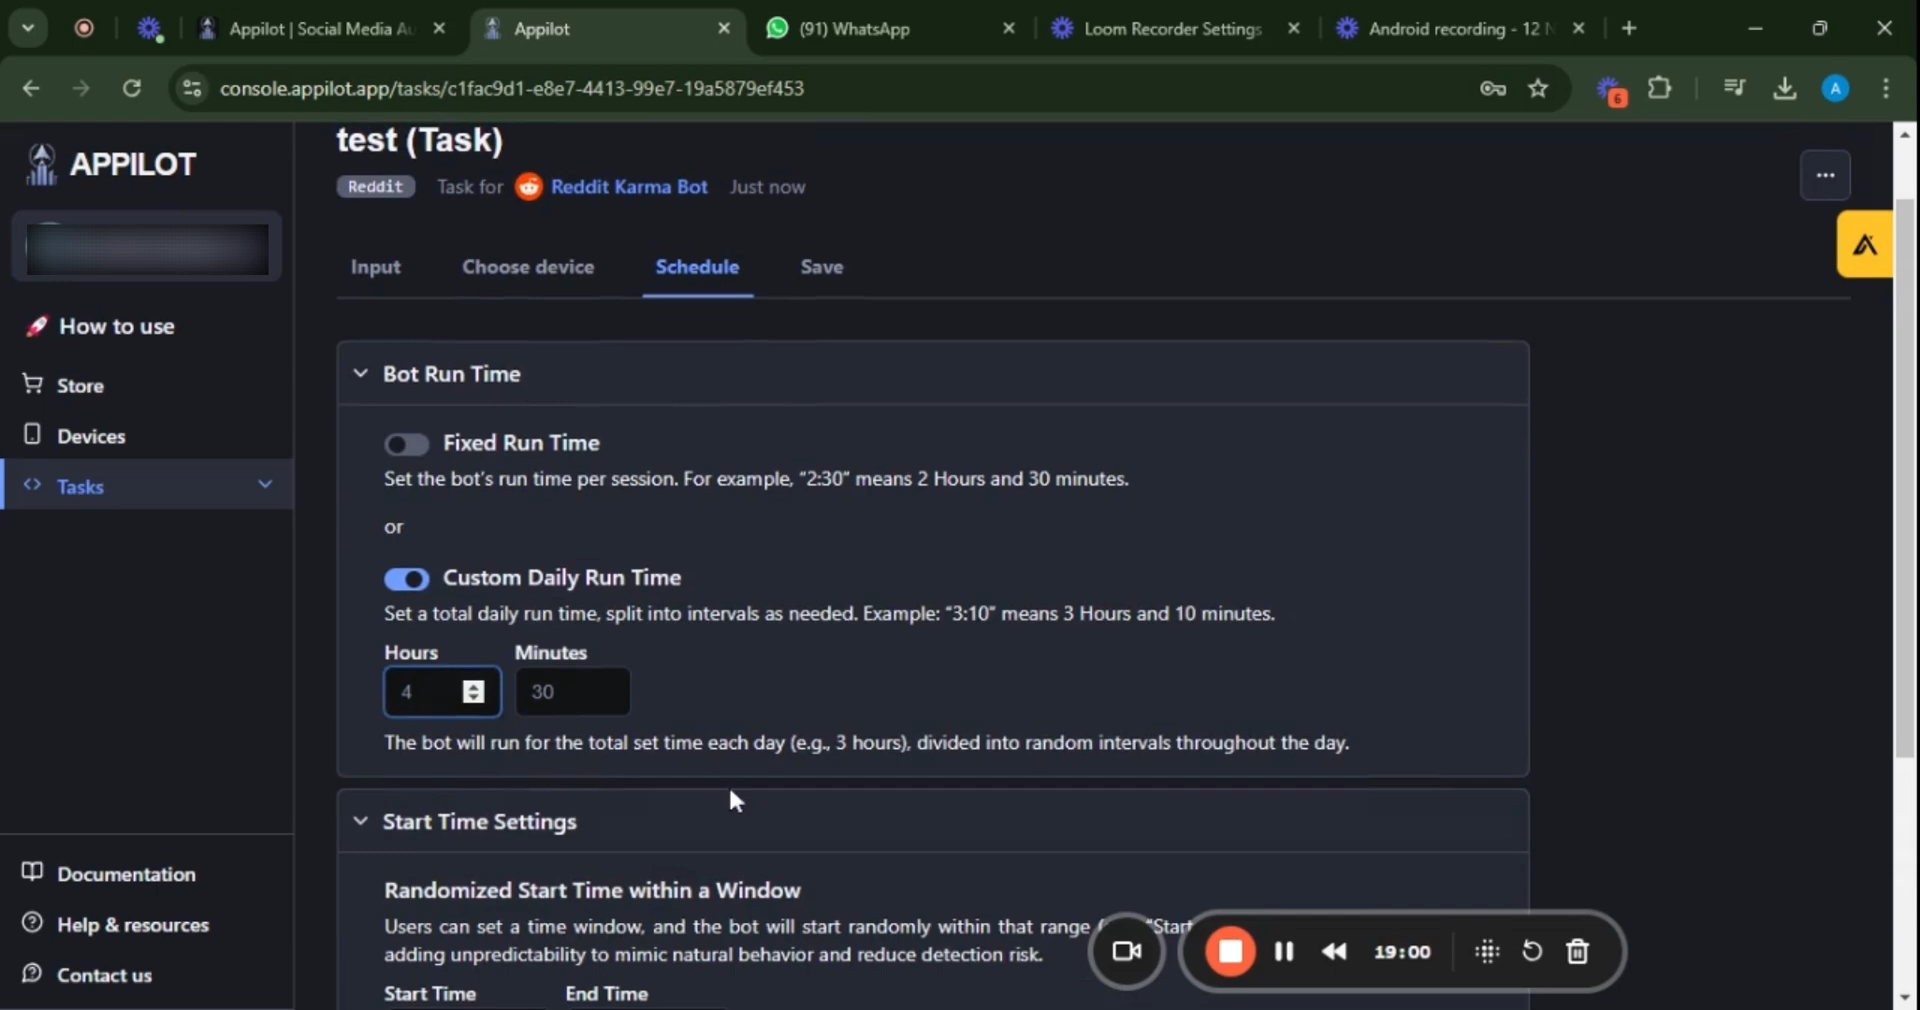 Appilot | Social Media Au
Appilot
(91) WhatsApp
Loom Recorder Settings
Android recording - 12 N
console.appilot.app/tasks/c1fac9d1-e8e7-4413-99e7-19a5879ef453
6
A
APPILOT
How to use
Store
Devices
Tasks
Documentation
Help & resources
Contact us
test (Task)
Reddit
Task for Reddit Karma Bot Just now
...
Input
Choose device
Schedule
Save
Bot Run Time
Fixed Run Time
Set the bot's run time per session. For example, "2:30" means 2 Hours and 30 minutes.
or
Custom Daily Run Time
Set a total daily run time, split into intervals as needed. Example: "3:10" means 3 Hours and 10 minutes.
Hours Minutes
4 30
The bot will run for the total set time each day (e.g., 3 hours), divided into random intervals throughout the day.
Start Time Settings
Randomized Start Time within a Window
Users can set a time window, and the bot will start randomly within that range ( "Start
adding unpredictability to mimic natural behavior and reduce detection risk.
Start Time End Time
19:00